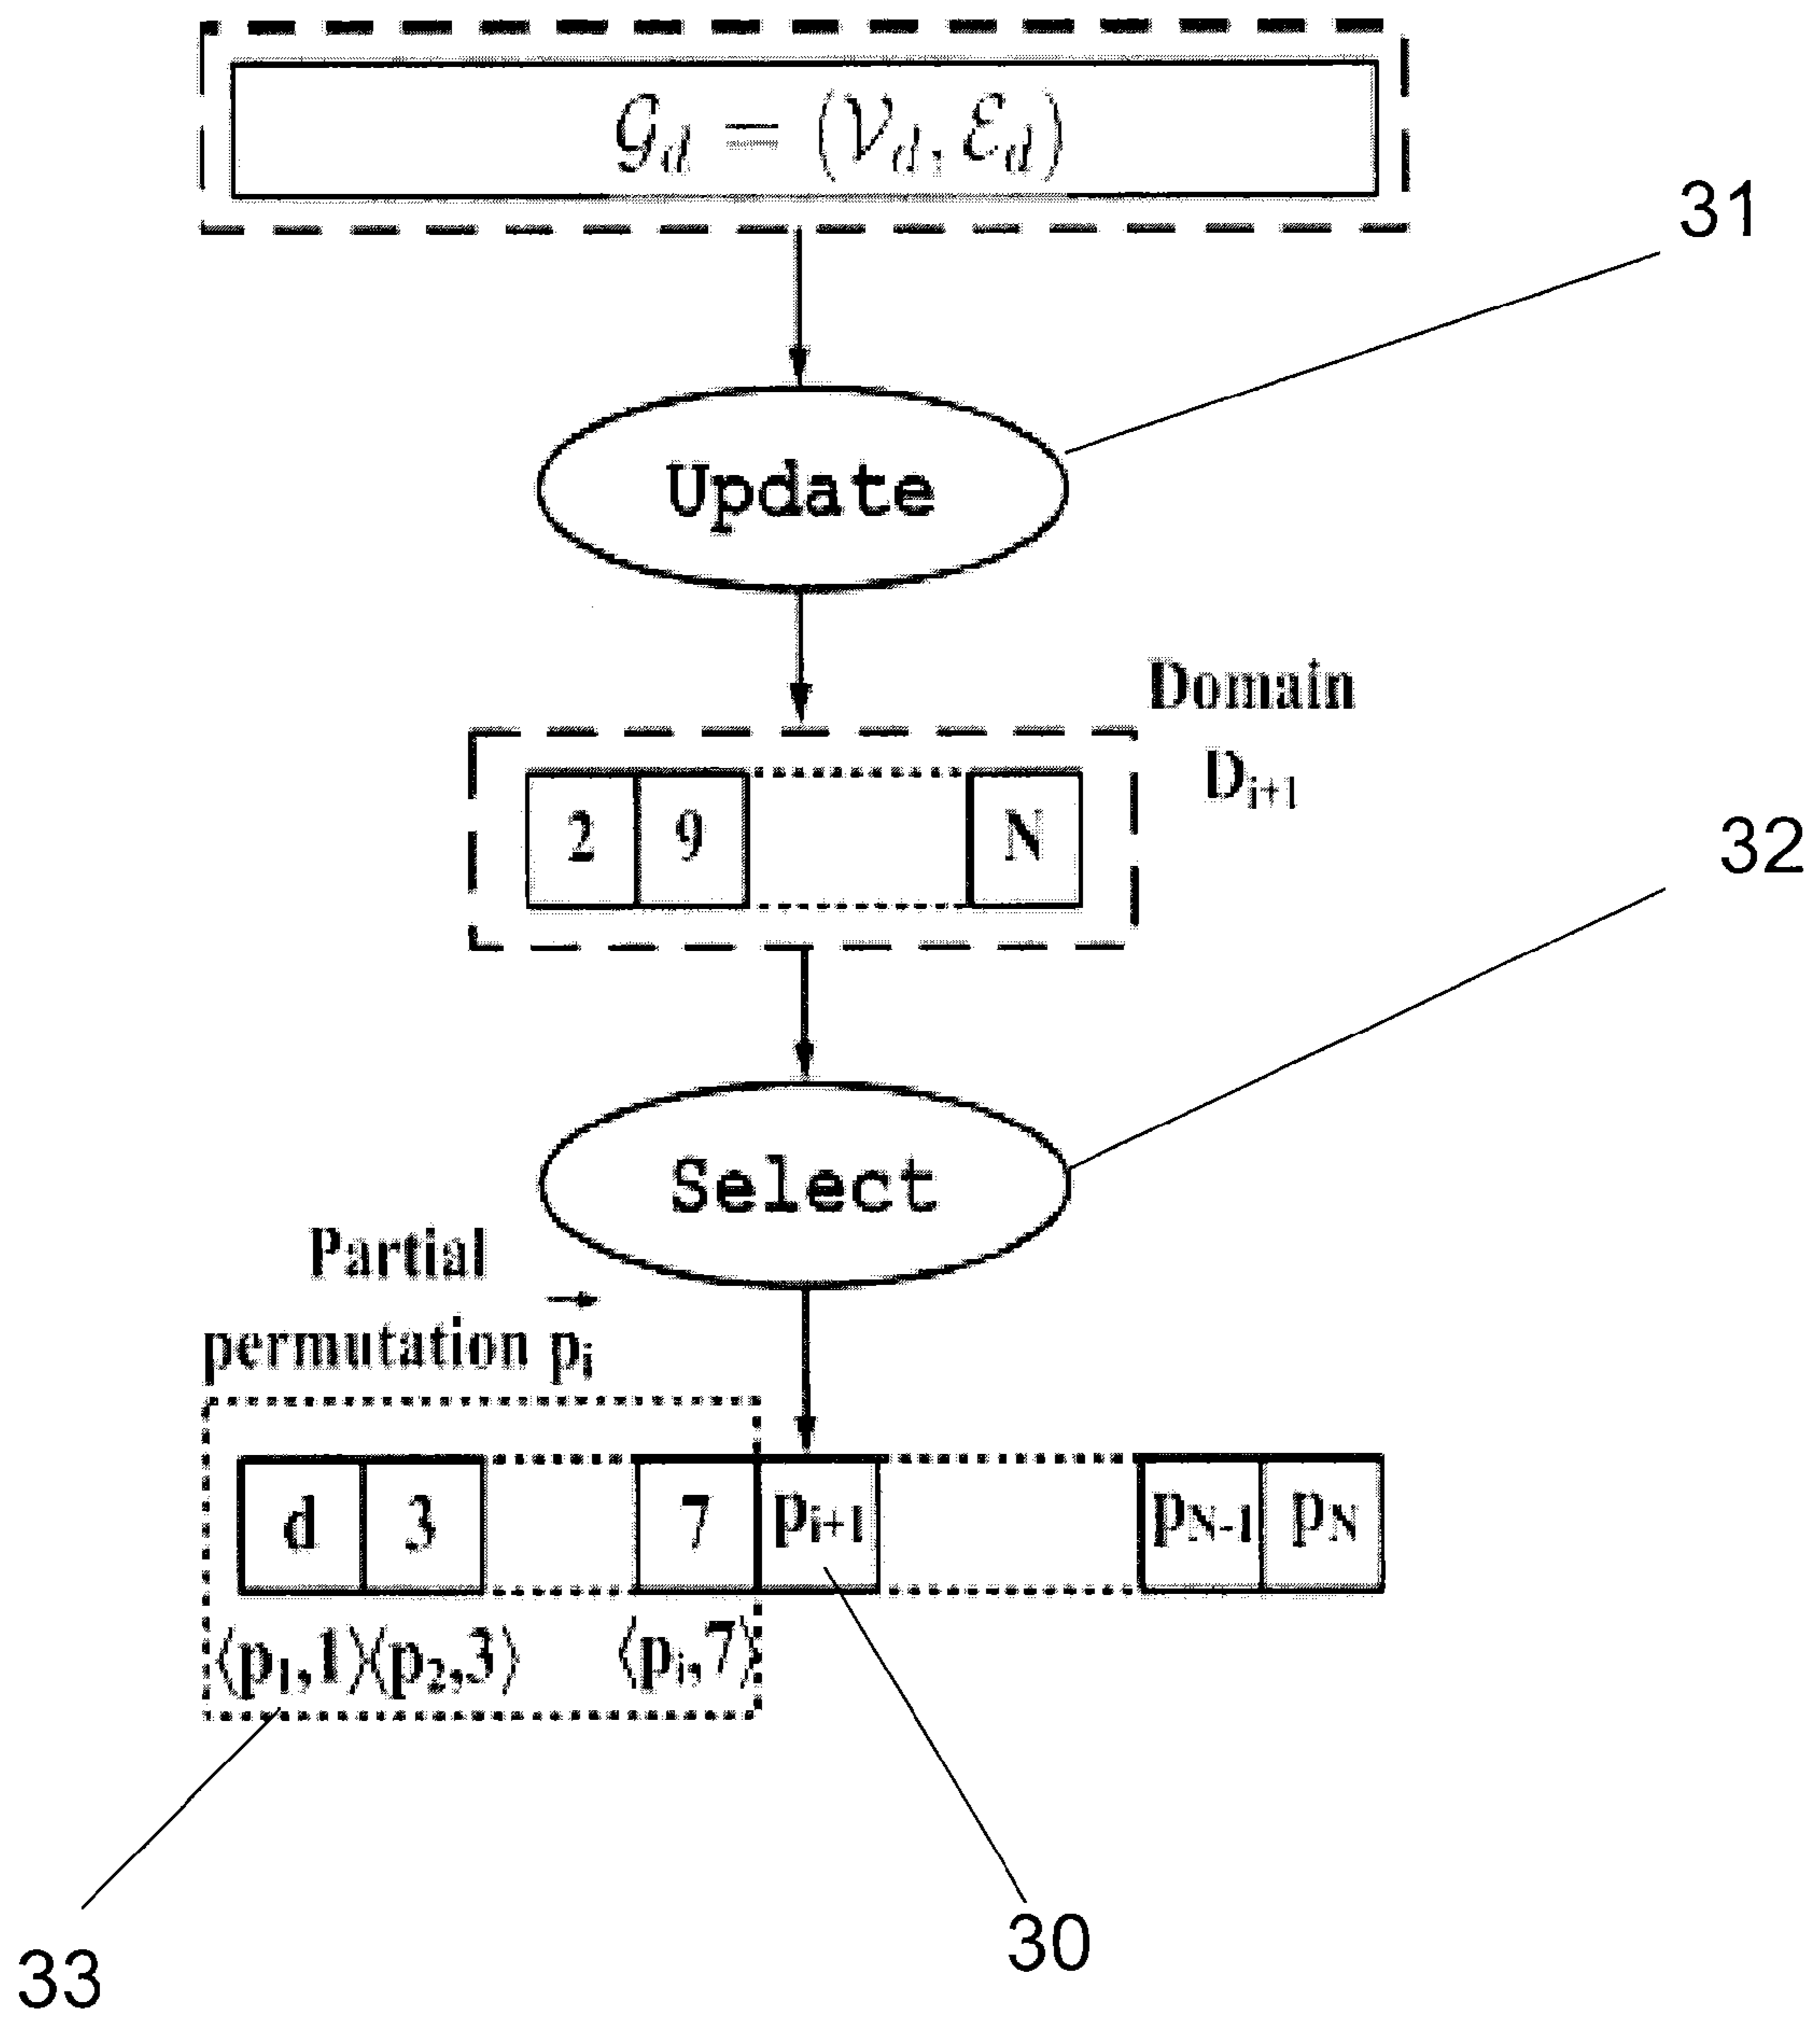 𝒢d = (𝒱d, ℰd)
31
Update
Domain
Di+1
2 9 N
32
Select
Partial
permutation p⃗i
d 3 7 pi+1 pN-1 pN
⟨p1,1⟩⟨p2,3⟩ ⟨pi,7⟩
30
33